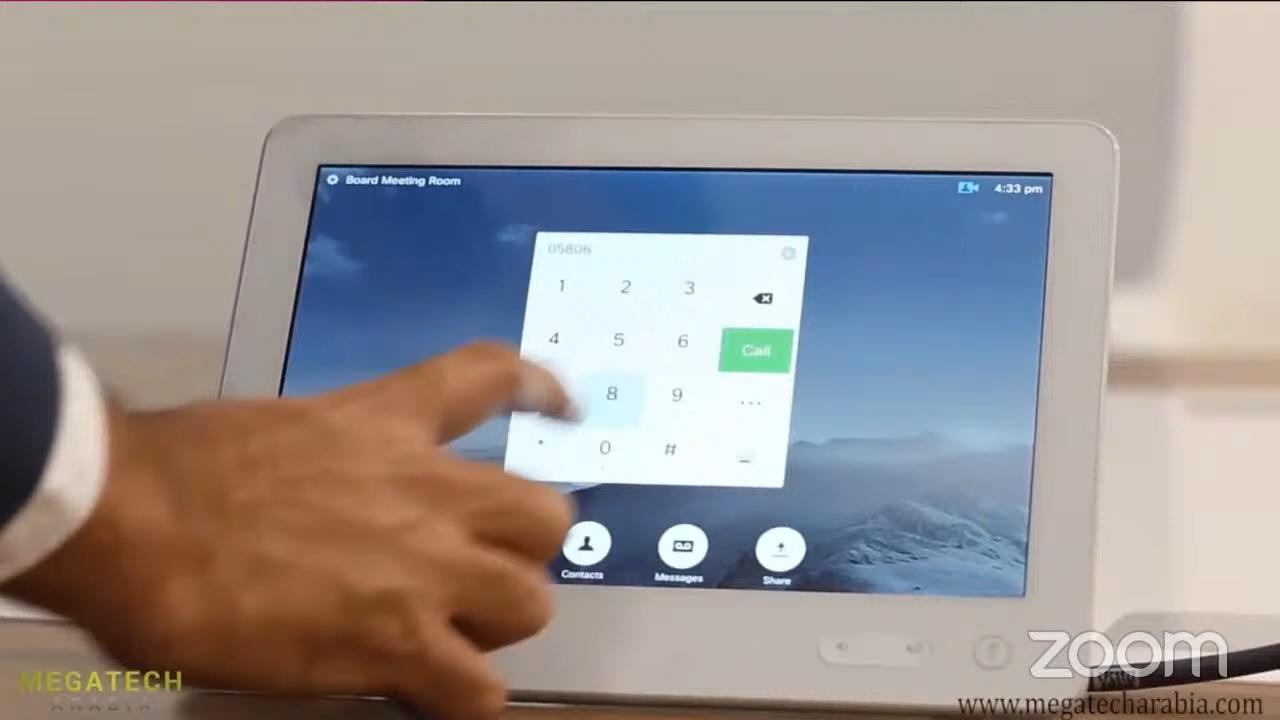 Board Meeting Room
4:33 pm
05806
1 2 3
4 5 6 Call
8 9 ...
* 0 #
Contacts Messages Share
zoom
MEGATECH
ARABIA
www.megatecharabia.com